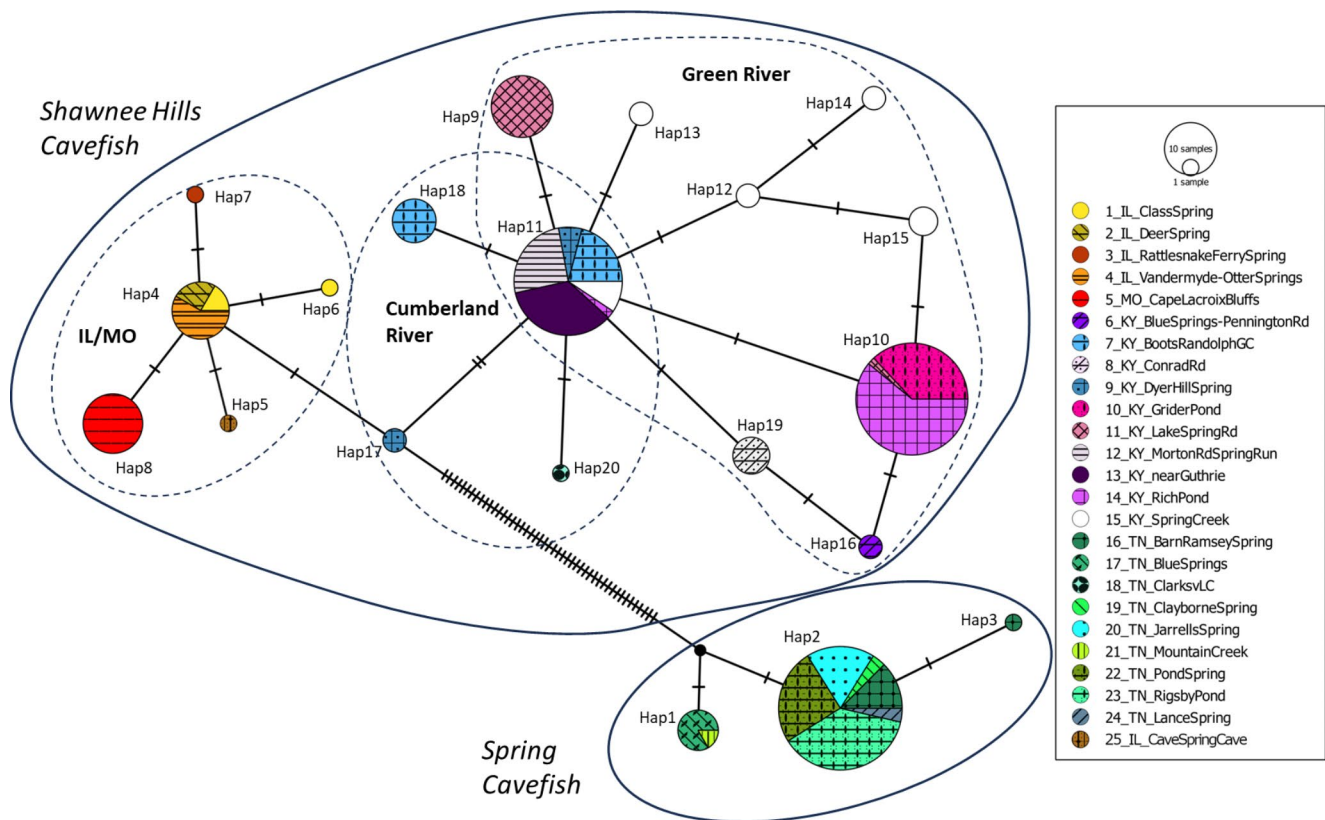 Green River
Shawnee Hills
Cavefish
Hap14
Hap9
Hap13
Hap12
Hap7
Hap18
Hap11
Hap15
Hap4
Hap6
Cumberland
River
IL/MO
Hap10
Hap5
Hap19
Hap8
Hap17
Hap20
Hap16
Hap3
Hap2
Hap1
Spring
Cavefish
10 samples
1 sample
1_IL_ClassSpring
2_IL_DeerSpring
3_IL_RattlesnakeFerrySpring
4_IL_Vandermyde-OtterSprings
5_MO_CapeLacroixBluffs
6_KY_BlueSprings-PenningtonRd
7_KY_BootsRandolphGC
8_KY_ConradRd
9_KY_DyerHillSpring
10_KY_GriderPond
11_KY_LakeSpringRd
12_KY_MortonRdSpringRun
13_KY_nearGuthrie
14_KY_RichPond
15_KY_SpringCreek
16_TN_BarnRamseySpring
17_TN_BlueSprings
18_TN_ClarksvLC
19_TN_ClayborneSpring
20_TN_JarrellsSpring
21_TN_MountainCreek
22_TN_PondSpring
23_TN_RigsbyPond
24_TN_LanceSpring
25_IL_CaveSpringCave